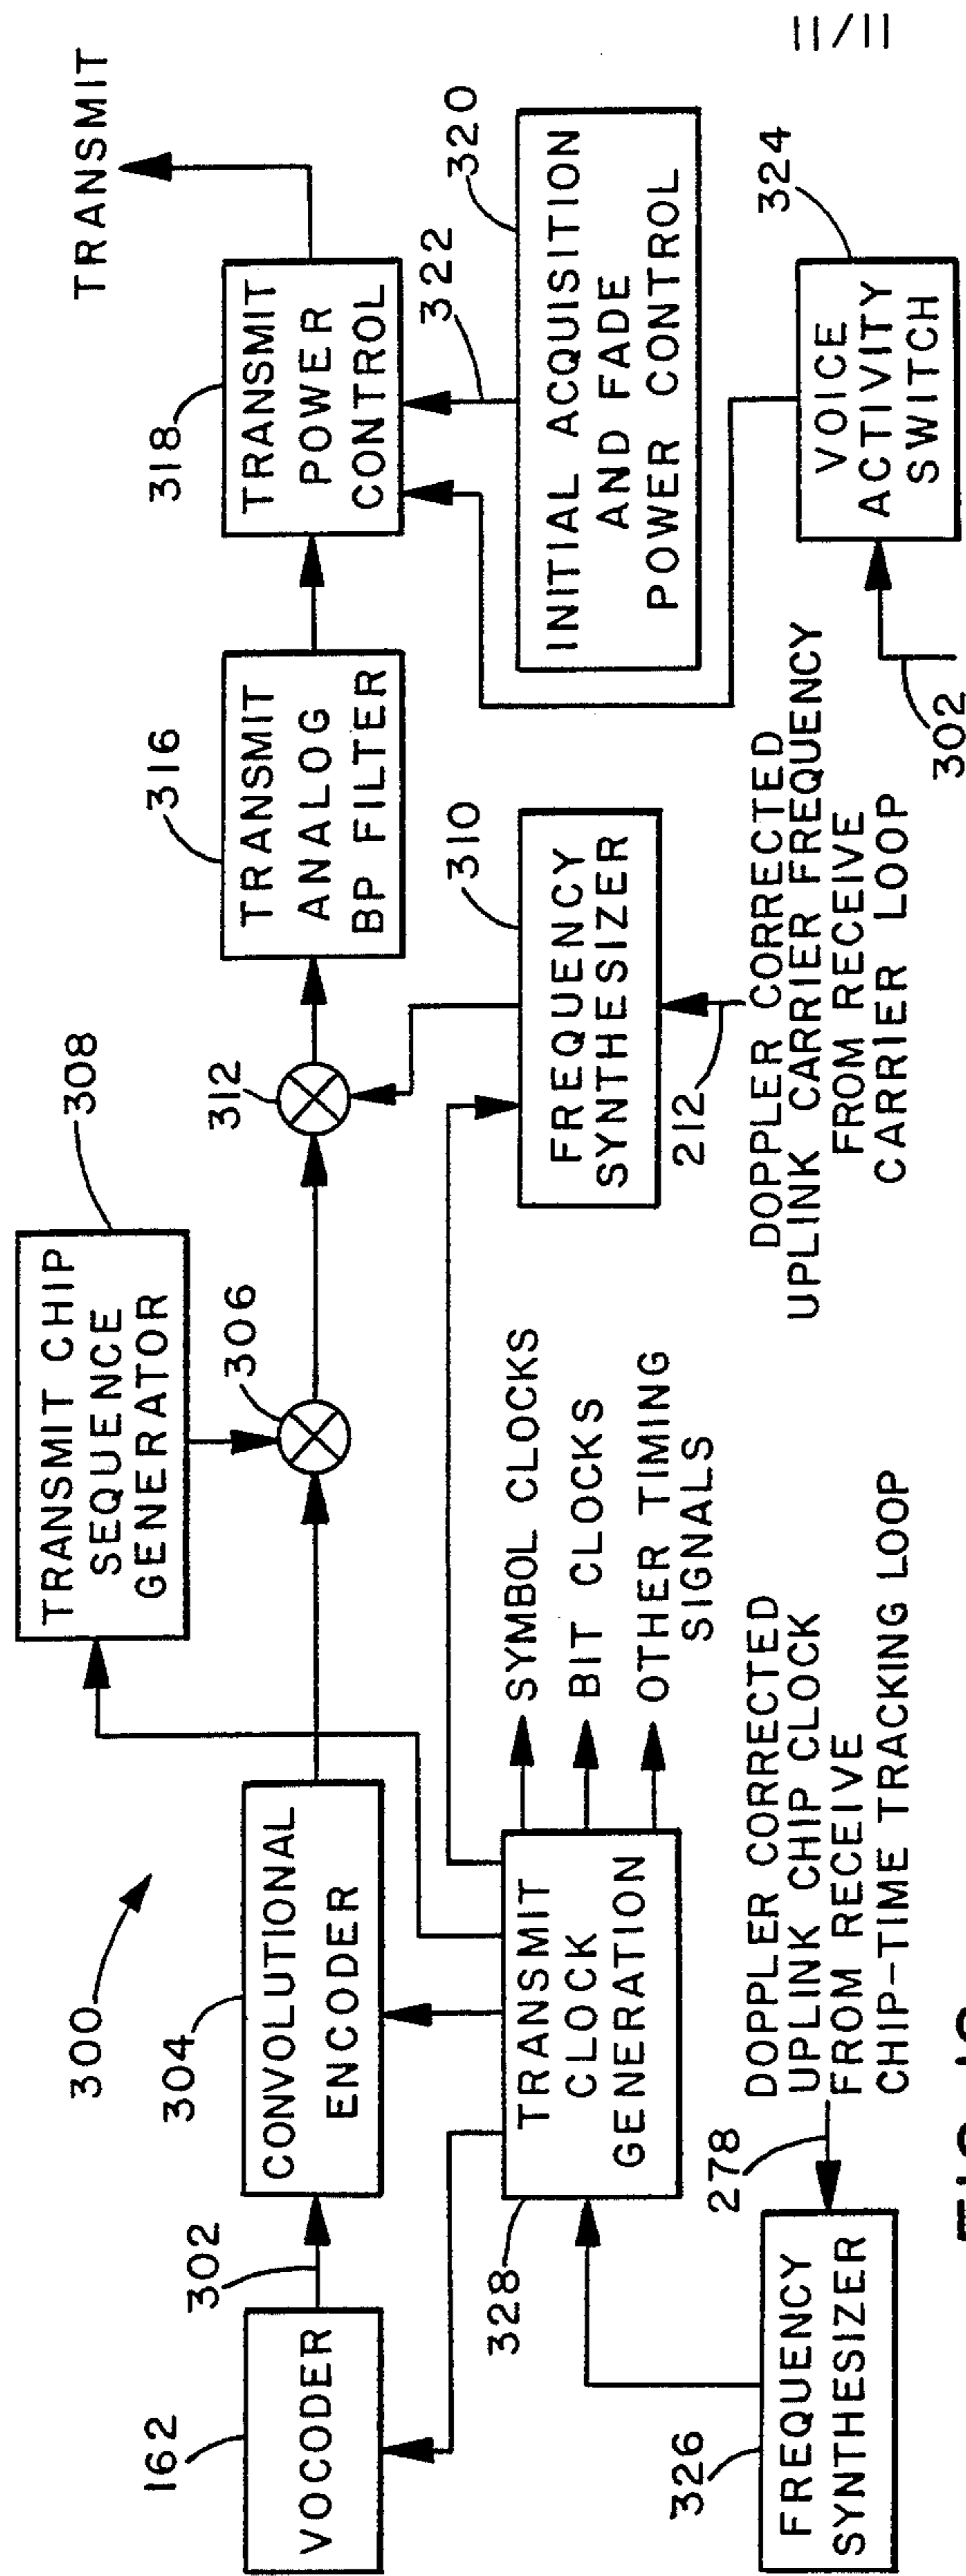 TRANSMIT
11/11
300
TRANSMIT CHIP
SEQUENCE
GENERATOR
308
162
VOCODER
302
304
CONVOLUTIONAL
ENCODER
306
312
316
TRANSMIT
ANALOG
BP FILTER
318
TRANSMIT
POWER
CONTROL
322
320
INITIAL ACQUISITION
AND FADE
POWER CONTROL
328
TRANSMIT
CLOCK
GENERATION
SYMBOL CLOCKS
BIT CLOCKS
OTHER TIMING
SIGNALS
310
FREQUENCY
SYNTHESIZER
212
DOPPLER CORRECTED
UPLINK CARRIER FREQUENCY
FROM RECEIVE
CARRIER LOOP
302
324
VOICE
ACTIVITY
SWITCH
326
FREQUENCY
SYNTHESIZER
278
DOPPLER CORRECTED
UPLINK CHIP CLOCK
FROM RECEIVE
CHIP-TIME TRACKING LOOP